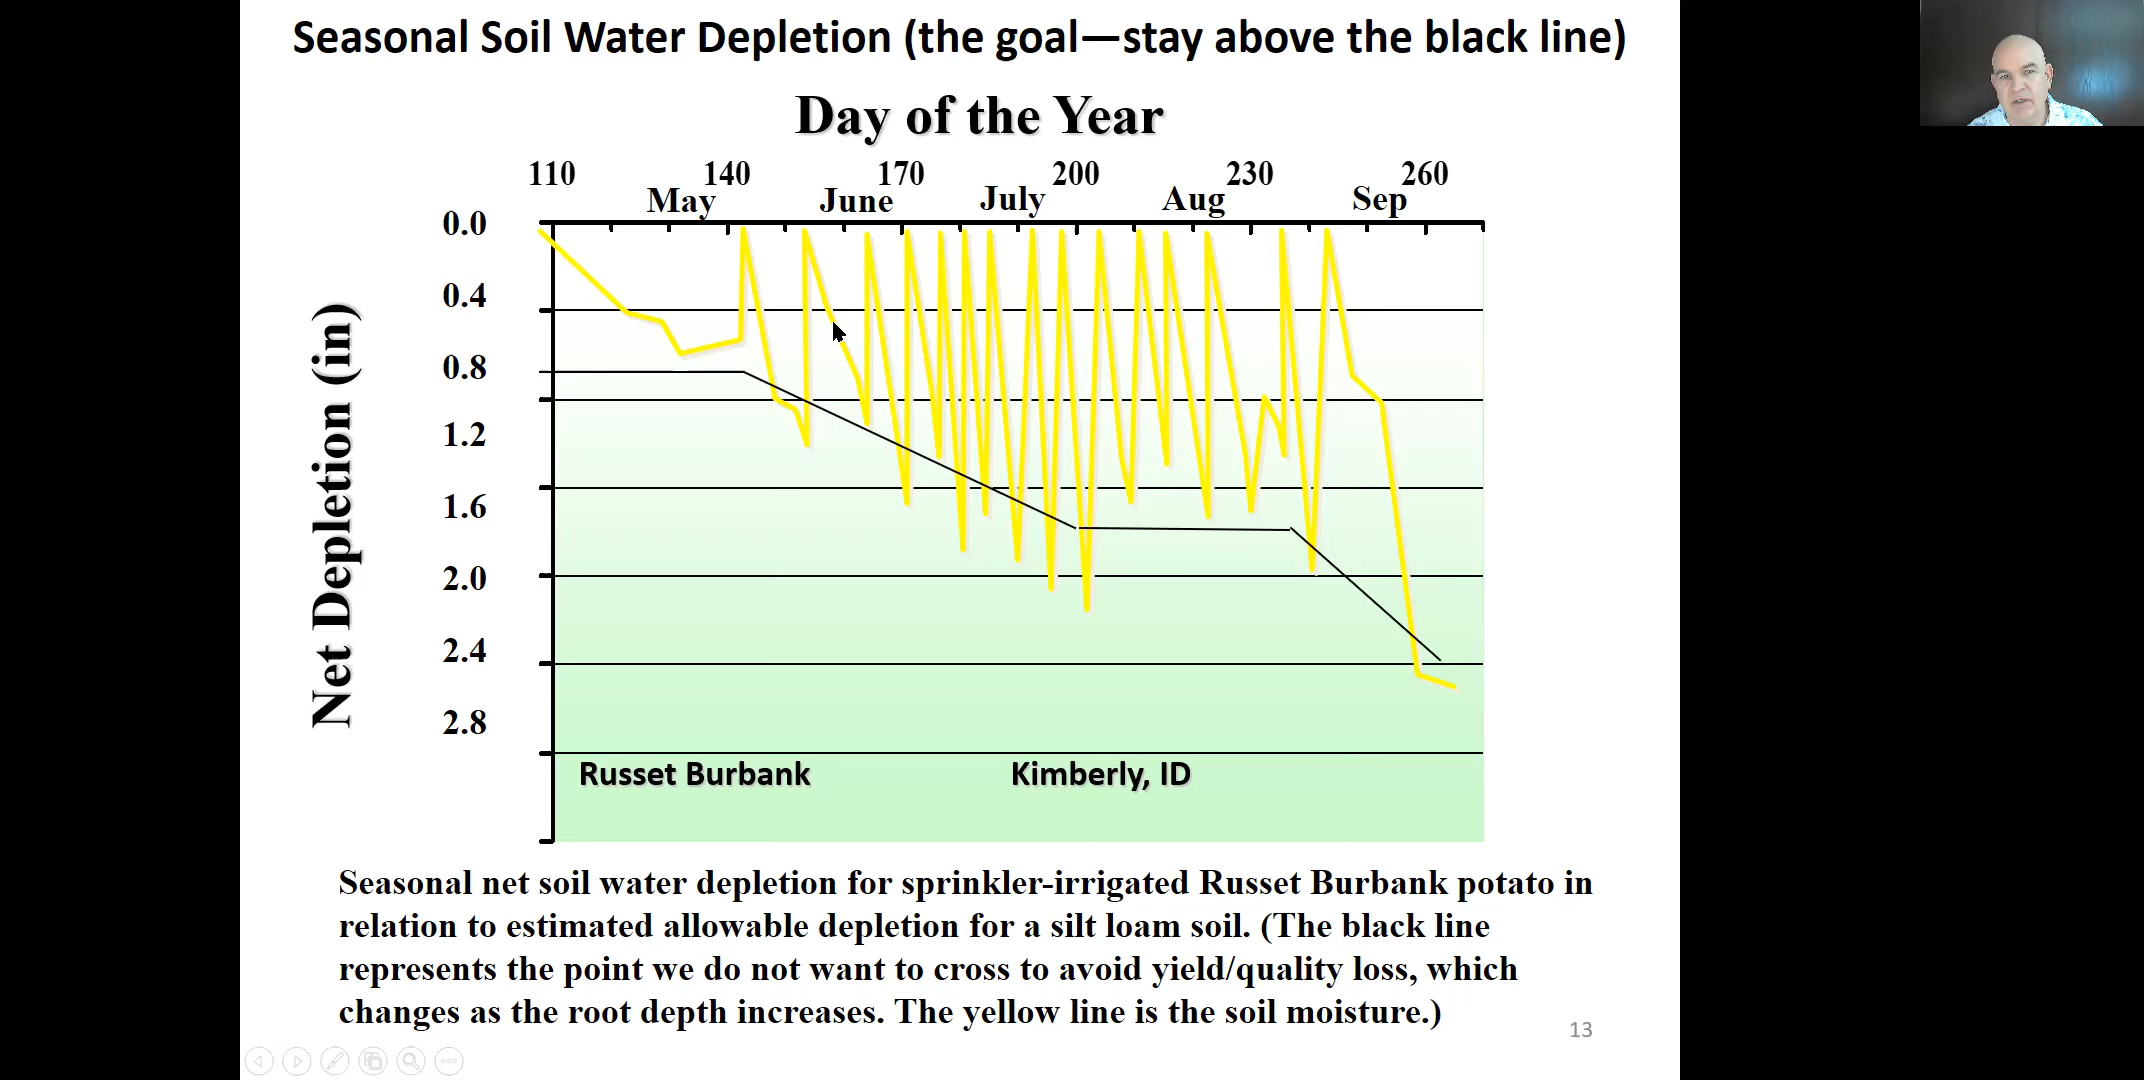 Seasonal Soil Water Depletion (the goal—stay above the black line)
Day of the Year
110 140 170 200 230 260
May June July Aug Sep
Net Depletion (in)
0.0
0.4
0.8
1.2
1.6
2.0
2.4
2.8
Russet Burbank Kimberly, ID
Seasonal net soil water depletion for sprinkler-irrigated Russet Burbank potato in
relation to estimated allowable depletion for a silt loam soil. (The black line
represents the point we do not want to cross to avoid yield/quality loss, which
changes as the root depth increases. The yellow line is the soil moisture.)
13